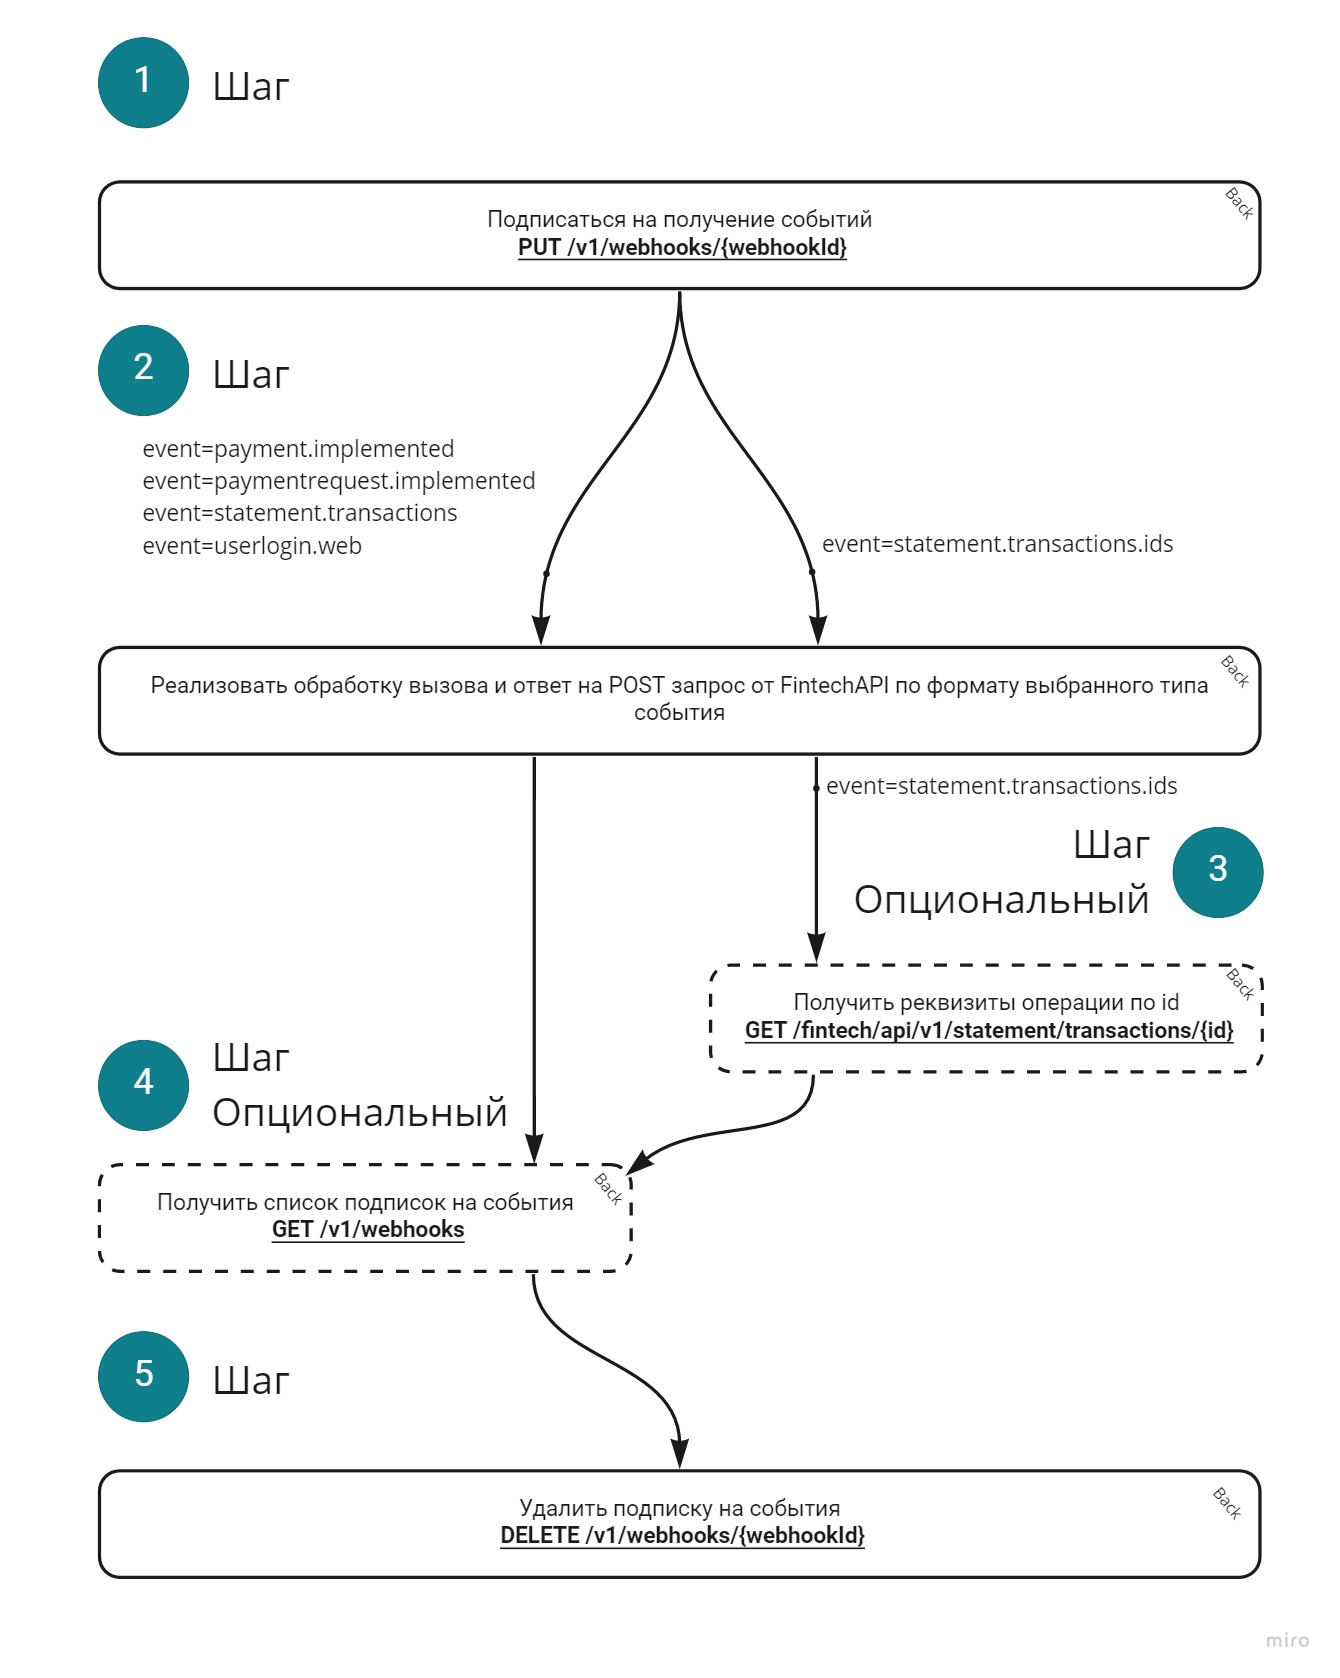 1
Шаг
Back
Подписаться на получение событий
PUT /v1/webhooks/{webhookId}
2
Шаг
event=payment.implemented
event=paymentrequest.implemented
event=statement.transactions
event=userlogin.web
event=statement.transactions.ids
Back
Реализовать обработку вызова и ответ на POST запрос от FintechAPI по формату выбранного типа
события
event=statement.transactions.ids
Шаг
Опциональный
3
Back
Получить реквизиты операции по id
GET /fintech/api/v1/statement/transactions/{id}
4
Шаг
Опциональный
Back
Получить список подписок на события
GET /v1/webhooks
5
Шаг
Back
Удалить подписку на события
DELETE /v1/webhooks/{webhookId}
miro